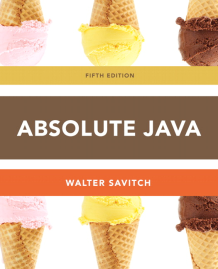 FIFTH EDITION
ABSOLUTE JAVA
WALTER SAVITCH